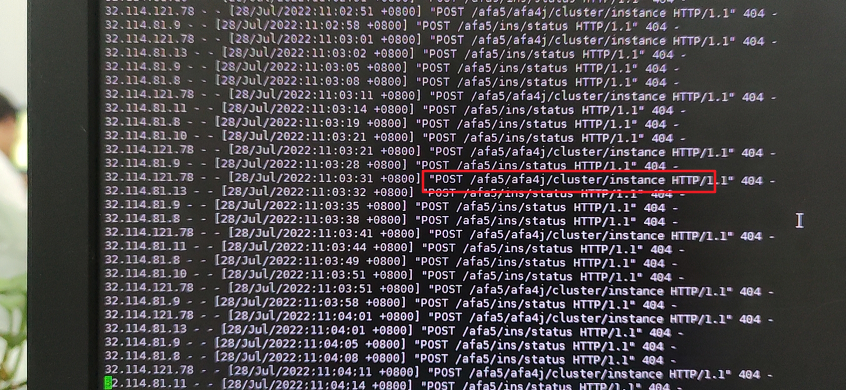 32.114.121.78 - - [28/Jul/2022:11:02:51 +0800] "POST /afa5/afa4j/cluster/instance HTTP/1.1" 404 -
32.114.81.9 - - [28/Jul/2022:11:02:58 +0800] "POST /afa5/ins/status HTTP/1.1" 404 -
32.114.121.78 - - [28/Jul/2022:11:03:01 +0800] "POST /afa5/afa4j/cluster/instance HTTP/1.1" 404 -
32.114.81.13 - - [28/Jul/2022:11:03:02 +0800] "POST /afa5/ins/status HTTP/1.1" 404 -
32.114.81.9 - - [28/Jul/2022:11:03:05 +0800] "POST /afa5/ins/status HTTP/1.1" 404 -
32.114.81.8 - - [28/Jul/2022:11:03:08 +0800] "POST /afa5/ins/status HTTP/1.1" 404 -
32.114.121.78 - - [28/Jul/2022:11:03:11 +0800] "POST /afa5/afa4j/cluster/instance HTTP/1.1" 404 -
32.114.81.11 - - [28/Jul/2022:11:03:14 +0800] "POST /afa5/ins/status HTTP/1.1" 404 -
32.114.81.8 - - [28/Jul/2022:11:03:19 +0800] "POST /afa5/ins/status HTTP/1.1" 404 -
32.114.81.10 - - [28/Jul/2022:11:03:21 +0800] "POST /afa5/ins/status HTTP/1.1" 404 -
32.114.121.78 - - [28/Jul/2022:11:03:21 +0800] "POST /afa5/afa4j/cluster/instance HTTP/1.1" 404 -
32.114.81.9 - - [28/Jul/2022:11:03:28 +0800] "POST /afa5/ins/status HTTP/1.1" 404 -
32.114.121.78 - - [28/Jul/2022:11:03:31 +0800] "POST /afa5/afa4j/cluster/instance HTTP/1.1" 404 -
32.114.81.13 - - [28/Jul/2022:11:03:32 +0800] "POST /afa5/ins/status HTTP/1.1" 404 -
32.114.81.9 - - [28/Jul/2022:11:03:35 +0800] "POST /afa5/ins/status HTTP/1.1" 404 -
32.114.81.8 - - [28/Jul/2022:11:03:38 +0800] "POST /afa5/ins/status HTTP/1.1" 404 -
32.114.121.78 - - [28/Jul/2022:11:03:41 +0800] "POST /afa5/afa4j/cluster/instance HTTP/1.1" 404 -
32.114.81.11 - - [28/Jul/2022:11:03:44 +0800] "POST /afa5/ins/status HTTP/1.1" 404 -
32.114.81.8 - - [28/Jul/2022:11:03:49 +0800] "POST /afa5/ins/status HTTP/1.1" 404 -
32.114.81.10 - - [28/Jul/2022:11:03:51 +0800] "POST /afa5/ins/status HTTP/1.1" 404 -
32.114.121.78 - - [28/Jul/2022:11:03:51 +0800] "POST /afa5/afa4j/cluster/instance HTTP/1.1" 404 -
32.114.81.9 - - [28/Jul/2022:11:03:58 +0800] "POST /afa5/ins/status HTTP/1.1" 404 -
32.114.121.78 - - [28/Jul/2022:11:04:01 +0800] "POST /afa5/afa4j/cluster/instance HTTP/1.1" 404 -
32.114.81.13 - - [28/Jul/2022:11:04:01 +0800] "POST /afa5/ins/status HTTP/1.1" 404 -
32.114.81.9 - - [28/Jul/2022:11:04:05 +0800] "POST /afa5/ins/status HTTP/1.1" 404 -
32.114.81.8 - - [28/Jul/2022:11:04:08 +0800] "POST /afa5/ins/status HTTP/1.1" 404 -
32.114.121.78 - - [28/Jul/2022:11:04:11 +0800] "POST /afa5/afa4j/cluster/instance HTTP/1.1" 404 -
32.114.81.11 - - [28/Jul/2022:11:04:14 +0800] "POST /afa5/ins/status HTTP/1.1" 404 -